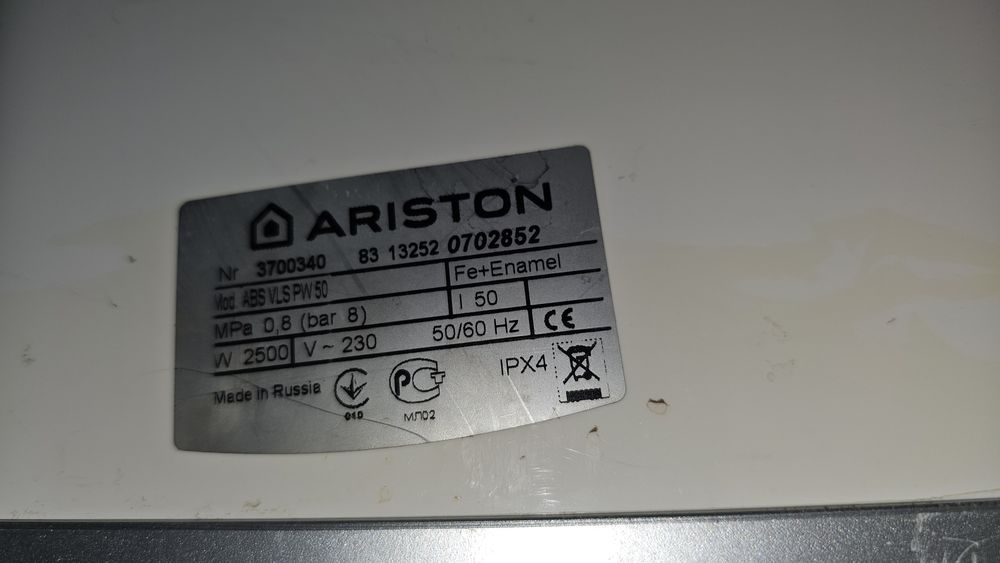 ARISTON
Nr 3700340 83 13252 0702852
Mod. ABS VLS PW 50 Fe+Enamel
MPa 0,8 (bar 8) l 50
W 2500 V ~ 230 50/60 Hz CE
Made in Russia 010 РСТ МЛ02 IPX4